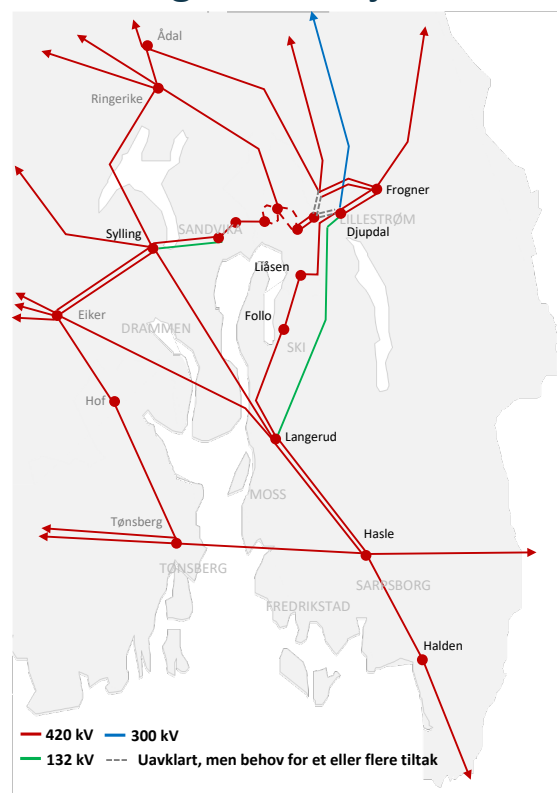 Ådal
Ringerike
Frogner
LILLESTRØM
SANDVIKA
Sylling
Djupdal
Liåsen
Eiker
Follo
DRAMMEN
SKI
Hof
Langerud
MOSS
Tønsberg
Hasle
TØNSBERG
SARPSBORG
FREDRIKSTAD
Halden
420 kV
300 kV
132 kV
Uavklart, men behov for et eller flere tiltak